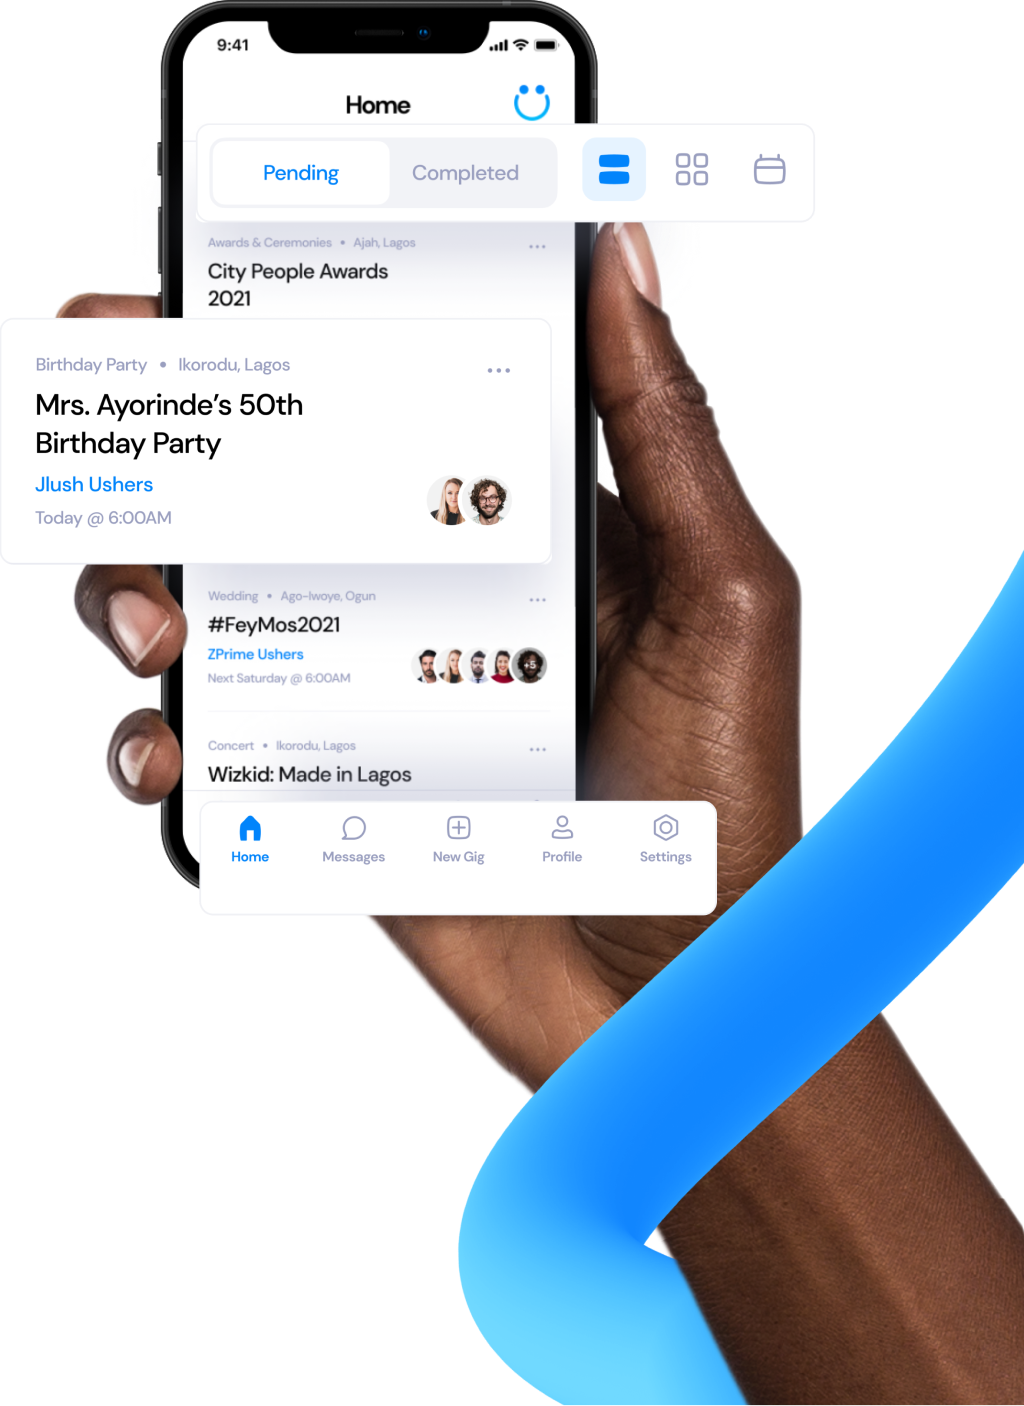 9:41
Home
Pending
Completed
Awards & Ceremonies • Ajah, Lagos
City People Awards
2021
Birthday Party • Ikorodu, Lagos
Mrs. Ayorinde’s 50th
Birthday Party
Jlush Ushers
Today @ 6:00AM
Wedding • Ago-Iwoye, Ogun
#FeyMos2021
ZPrime Ushers
+5
Next Saturday @ 6:00AM
Concert • Ikorodu, Lagos
Wizkid: Made in Lagos
Home
Messages
New Gig
Profile
Settings